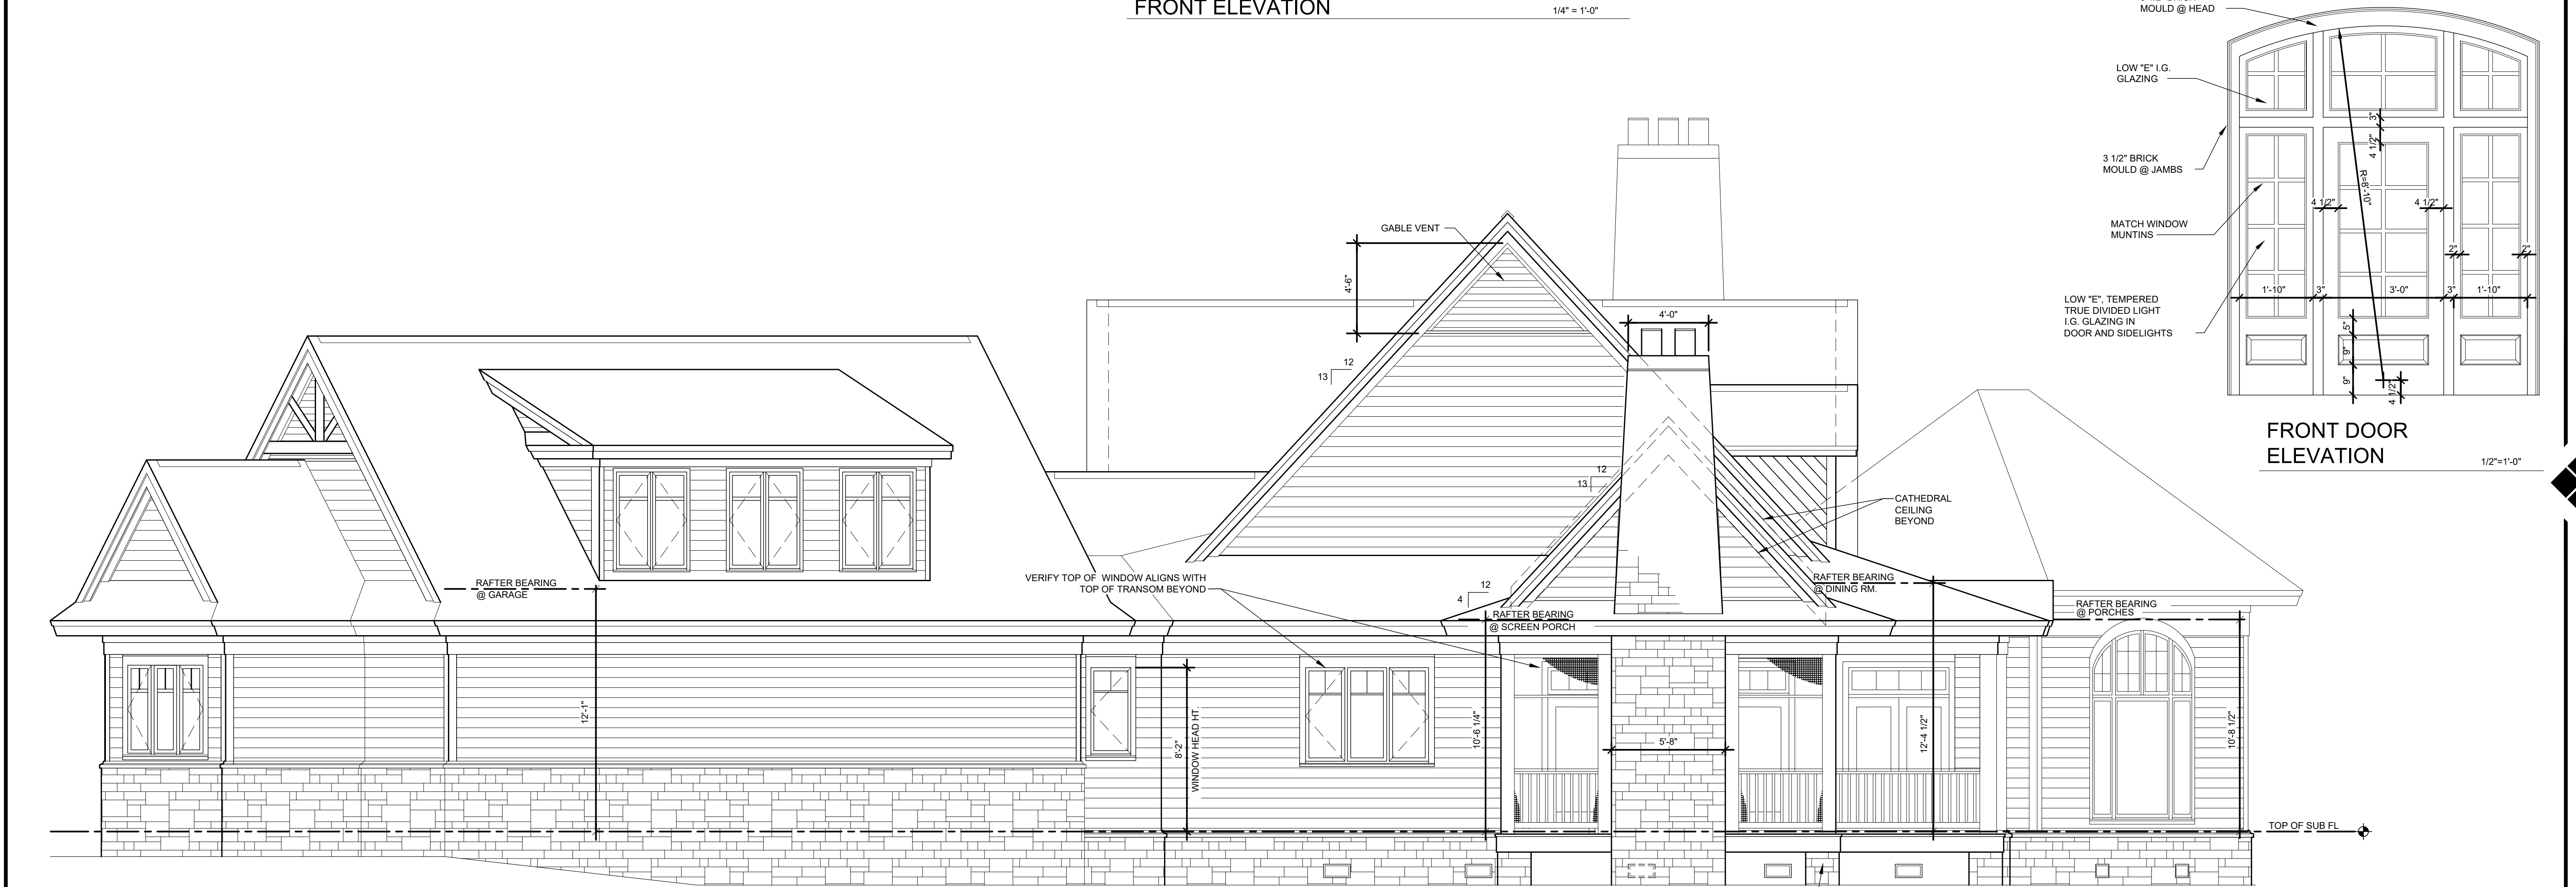 FRONT ELEVATION
1/4" = 1'-0"
MOULD @ HEAD
LOW "E" I.G.
GLAZING
3 1/2" BRICK
MOULD @ JAMBS
MATCH WINDOW
MUNTINS
LOW "E", TEMPERED
TRUE DIVIDED LIGHT
I.G. GLAZING IN
DOOR AND SIDELIGHTS
3"
4 1/2"
R=8'-10"
4 1/2"
4 1/2"
2"
2"
1'-10"
3"
3'-0"
3"
1'-10"
5"
9"
9"
4 1/2"
FRONT DOOR
ELEVATION
1/2"=1'-0"
GABLE VENT
4'-6"
12
13
4'-0"
12
13
CATHEDRAL
CEILING
BEYOND
RAFTER BEARING
@ GARAGE
VERIFY TOP OF WINDOW ALIGNS WITH
TOP OF TRANSOM BEYOND
12
4
RAFTER BEARING
@ SCREEN PORCH
RAFTER BEARING
@ DINING RM.
RAFTER BEARING
@ PORCHES
12'-1"
8'-2"
WINDOW HEAD HT.
10'-6 1/4"
5'-8"
12'-4 1/2"
10'-8 1/2"
TOP OF SUB FL